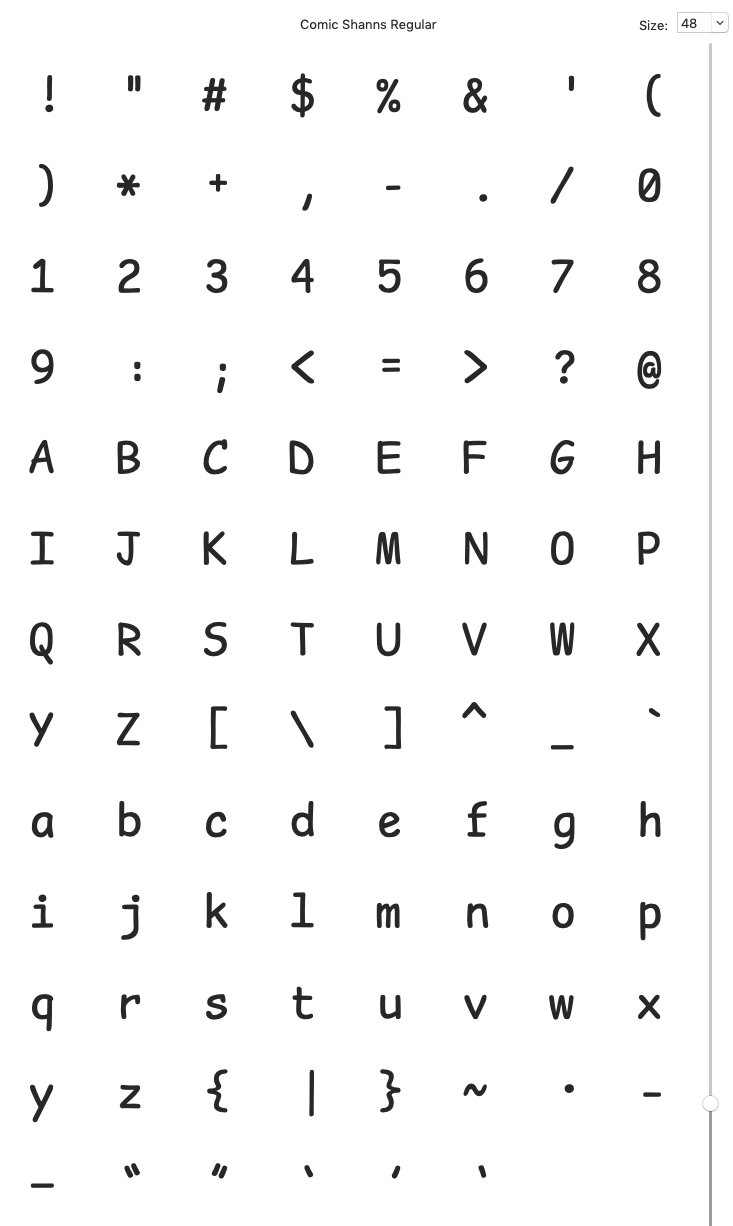 Comic Shanns Regular Size: 48
! " # $ % & ' (
) * + , - . / 0
1 2 3 4 5 6 7 8
9 : ; < = > ? @
A B C D E F G H
I J K L M N O P
Q R S T U V W X
Y Z [ \ ] ^ _ `
a b c d e f g h
i j k l m n o p
q r s t u v w x
y z { | } ~ • –
— “ ” ‘ ’ ‛